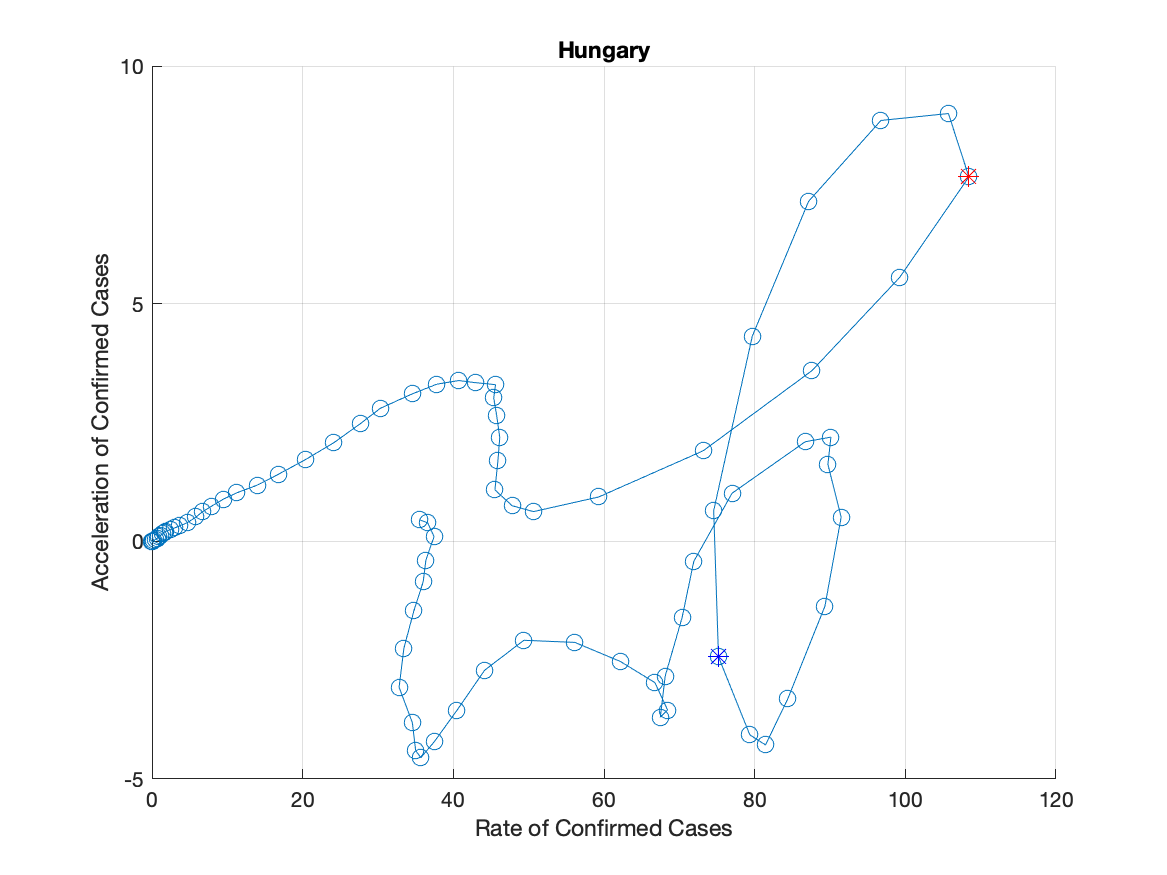 Hungary
10
5
0
-5
0 20 40 60 80 100 120
Acceleration of Confirmed Cases
Rate of Confirmed Cases